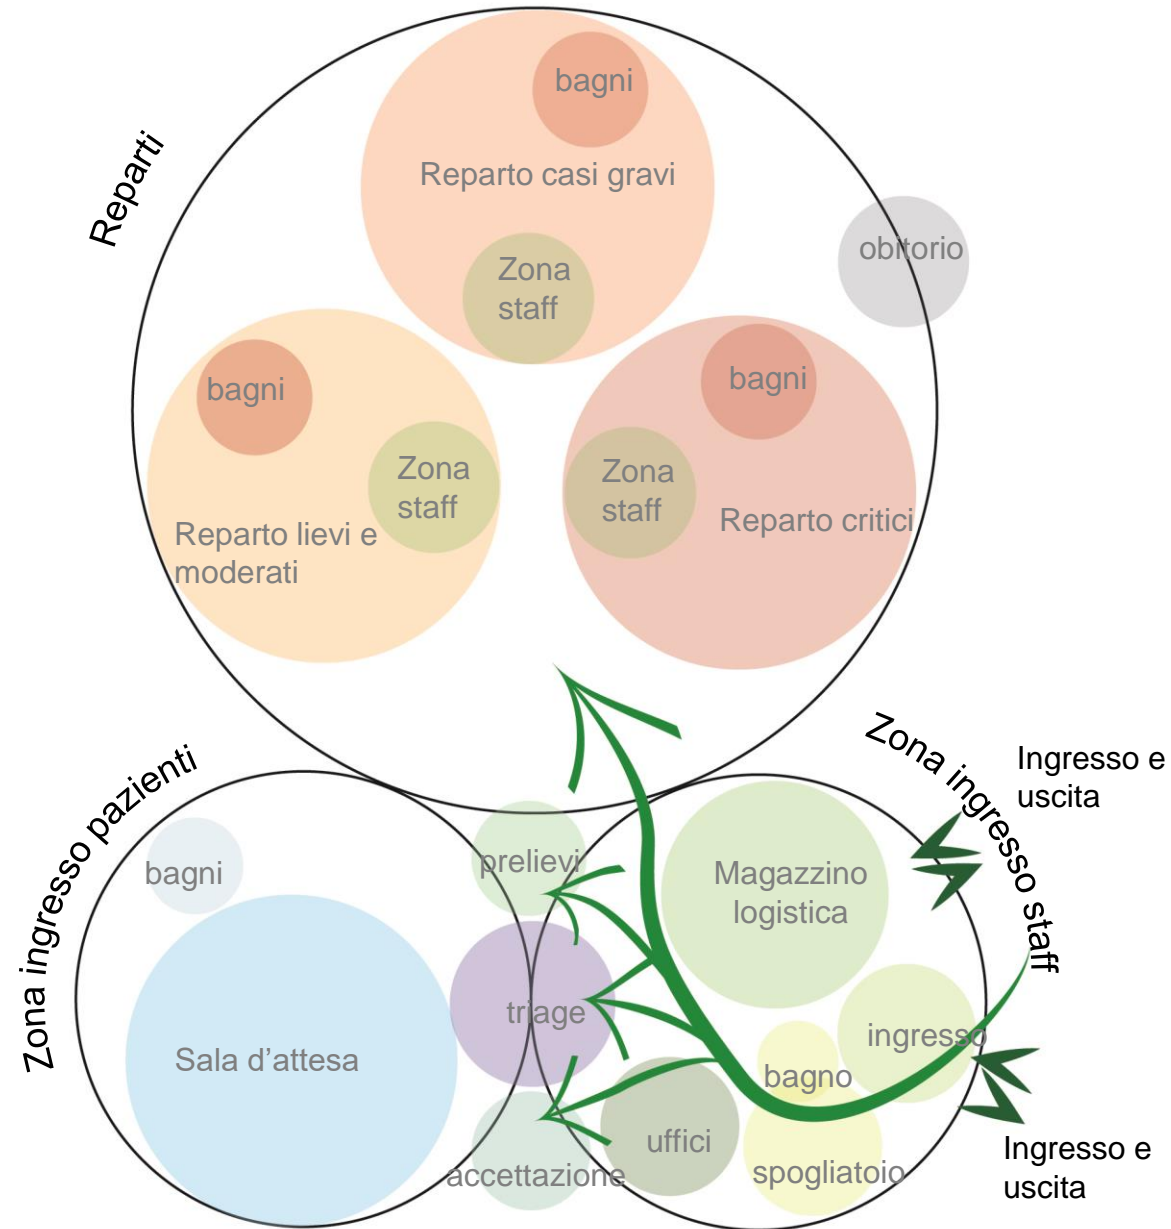 bagni
Reparto casi gravi
Reparti
obitorio
Zona
staff
bagni
bagni
Zona
staff
Zona
staff
Reparto critici
Reparto lievi e
moderati
Zona ingresso pazienti
Zona ingresso staff
Ingresso e
uscita
bagni
prelievi
Magazzino
logistica
triage
ingresso
Sala d’attesa
bagno
uffici
spogliatoio
accettazione
Ingresso e
uscita